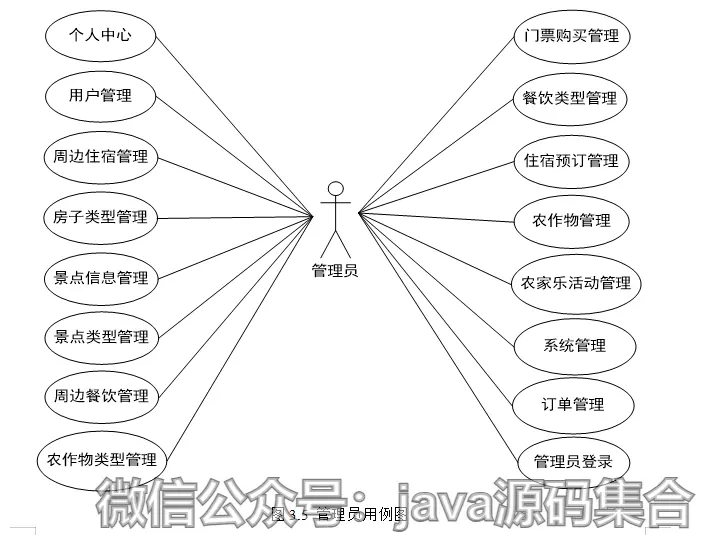 个人中心
用户管理
周边住宿管理
房子类型管理
景点信息管理
景点类型管理
周边餐饮管理
农作物类型管理
管理员
门票购买管理
餐饮类型管理
住宿预订管理
农作物管理
农家乐活动管理
系统管理
订单管理
管理员登录
微信公众号：java源码集合
图 3.5 管理员用例图